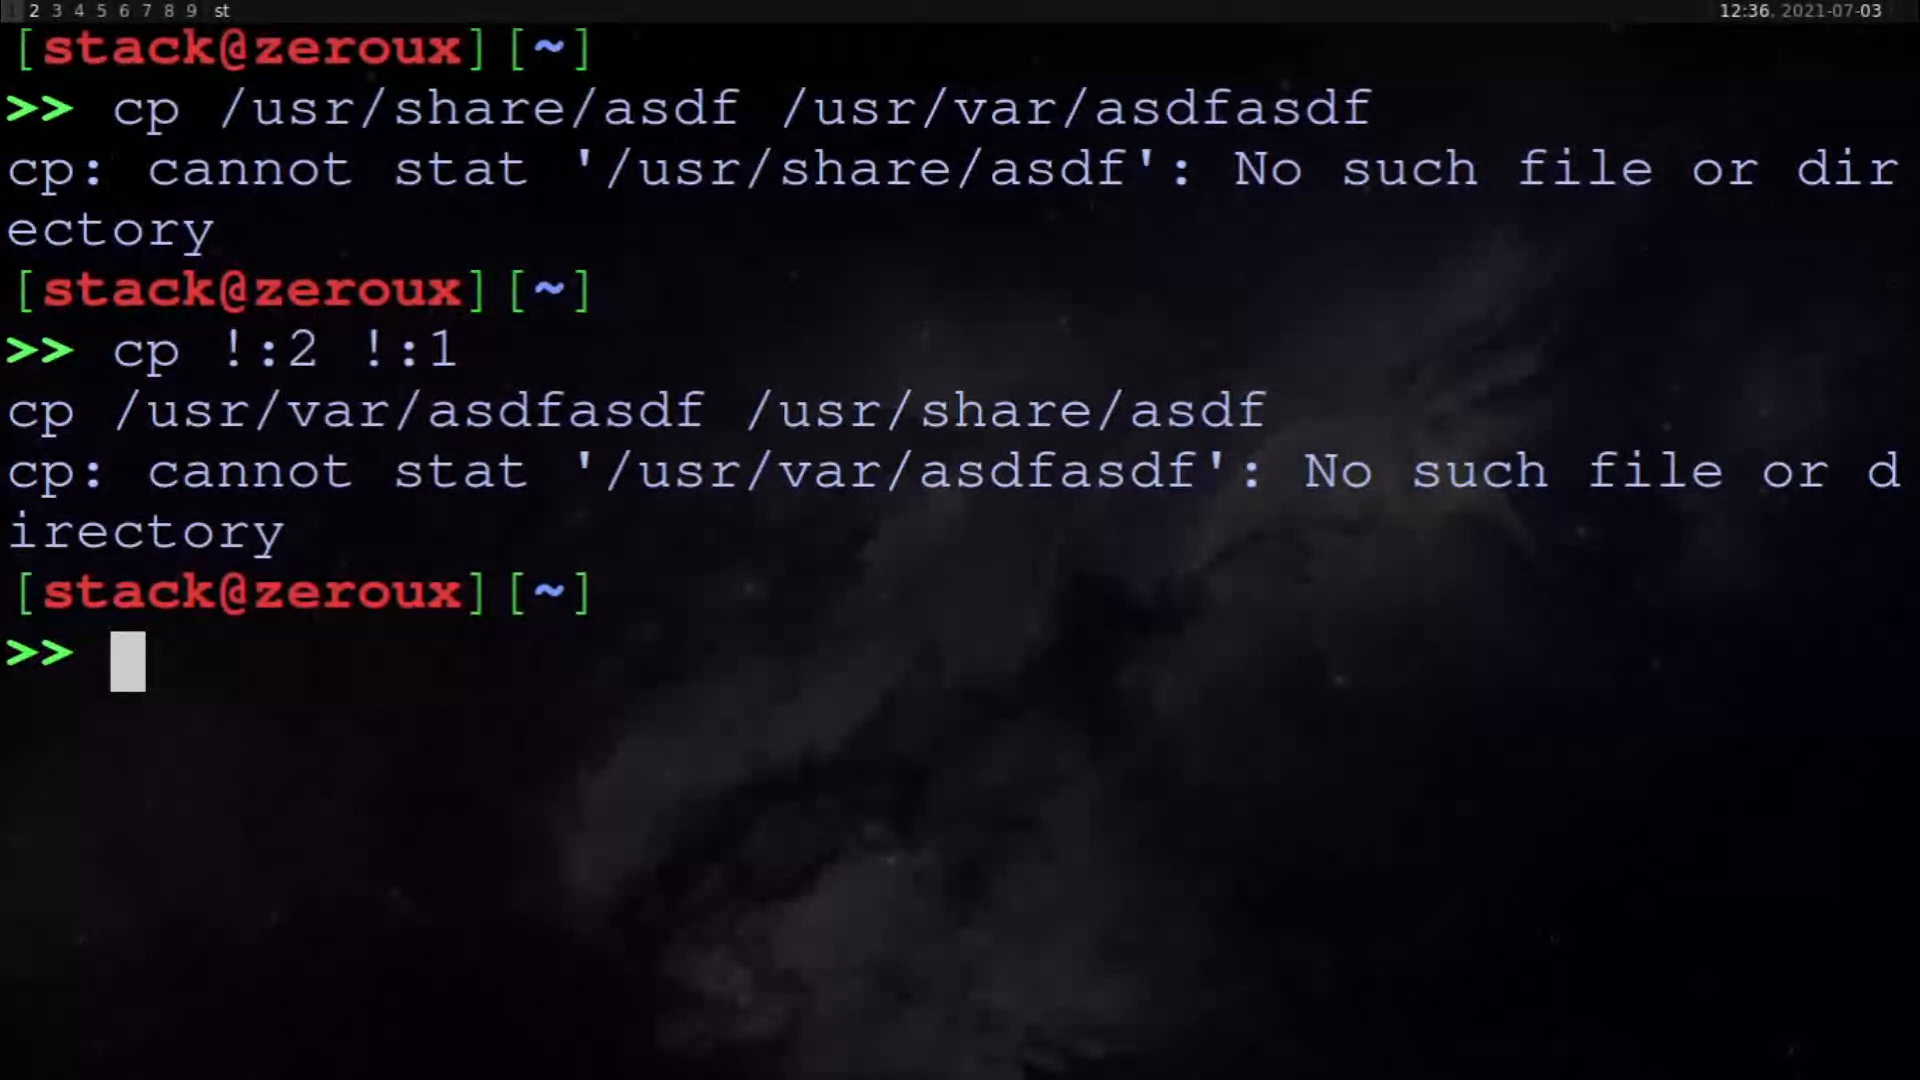 1 2 3 4 5 6 7 8 9 st 12:36, 2021-07-03
[stack@zeroux][~]
>> cp /usr/share/asdf /usr/var/asdfasdf
cp: cannot stat '/usr/share/asdf': No such file or dir
ectory
[stack@zeroux][~]
>> cp !:2 !:1
cp /usr/var/asdfasdf /usr/share/asdf
cp: cannot stat '/usr/var/asdfasdf': No such file or d
irectory
[stack@zeroux][~]
>>